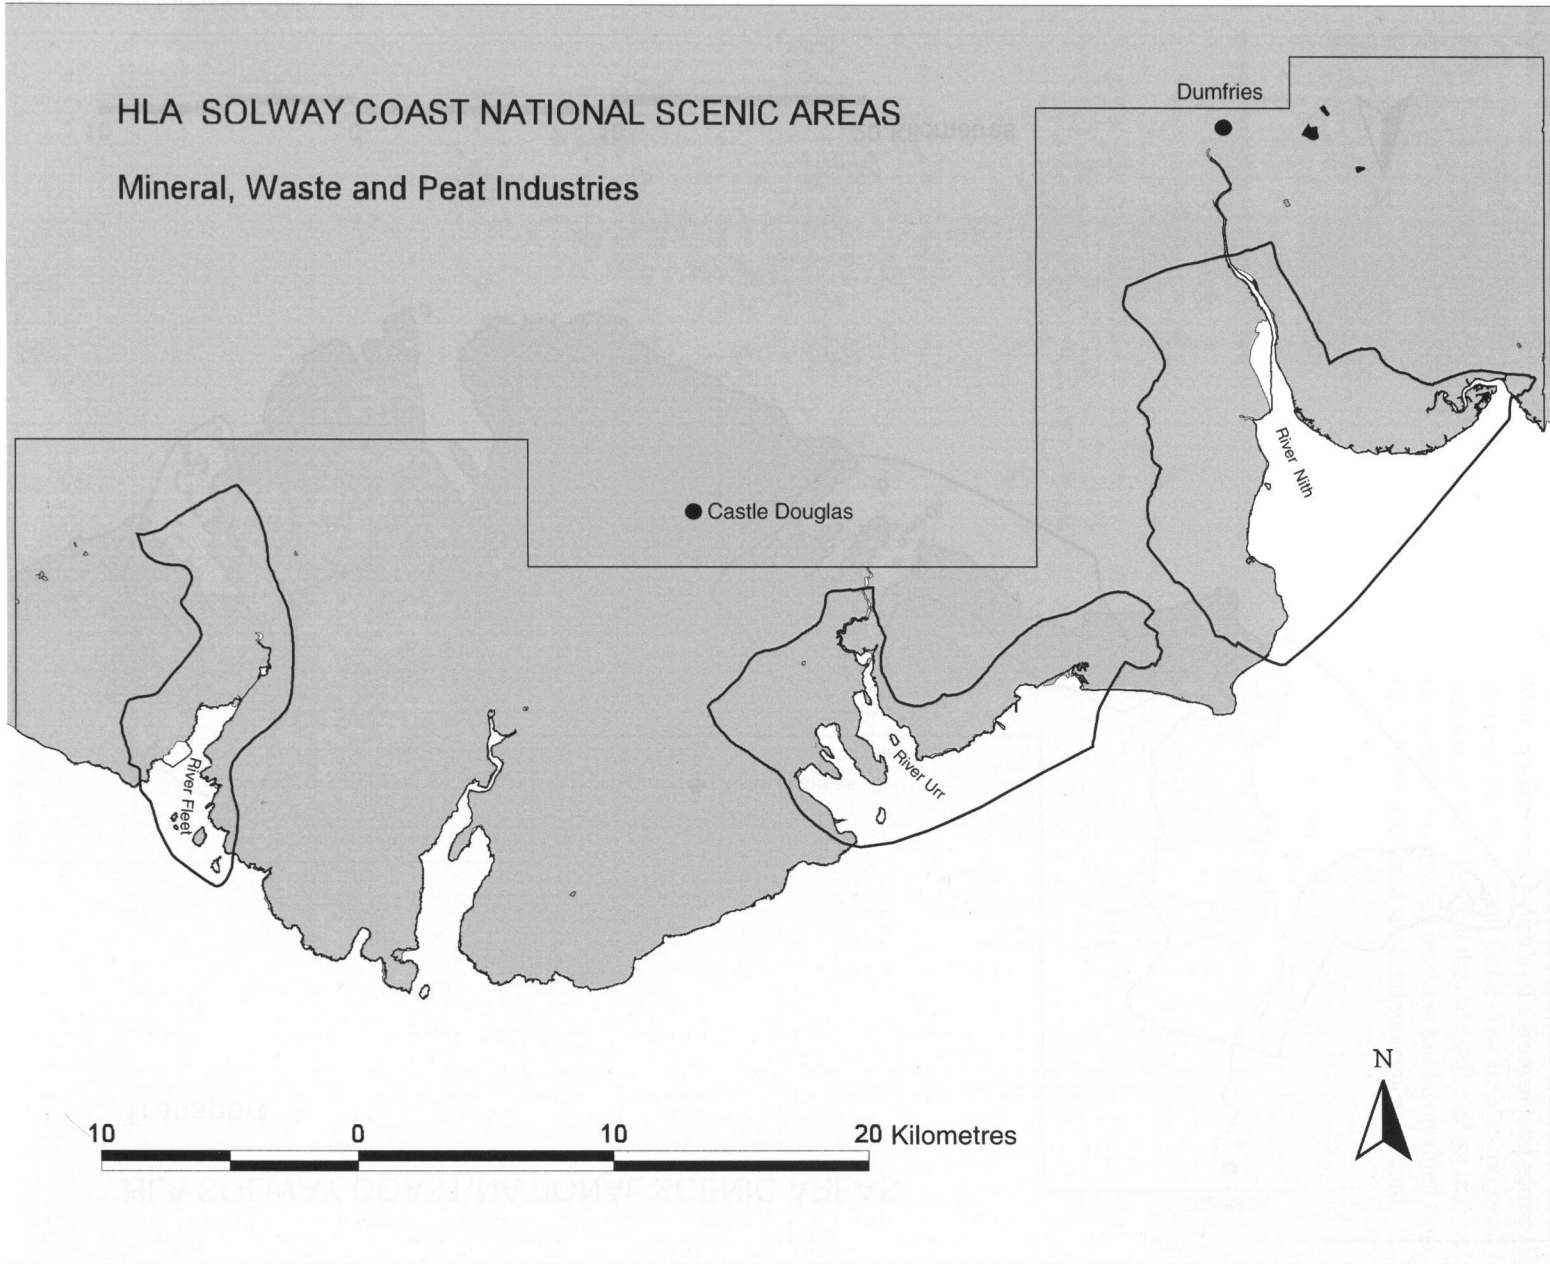 HLA SOLWAY COAST NATIONAL SCENIC AREAS
Mineral, Waste and Peat Industries
Dumfries
River Nith
Castle Douglas
River Urr
River Fleet
N
10 0 10 20 Kilometres